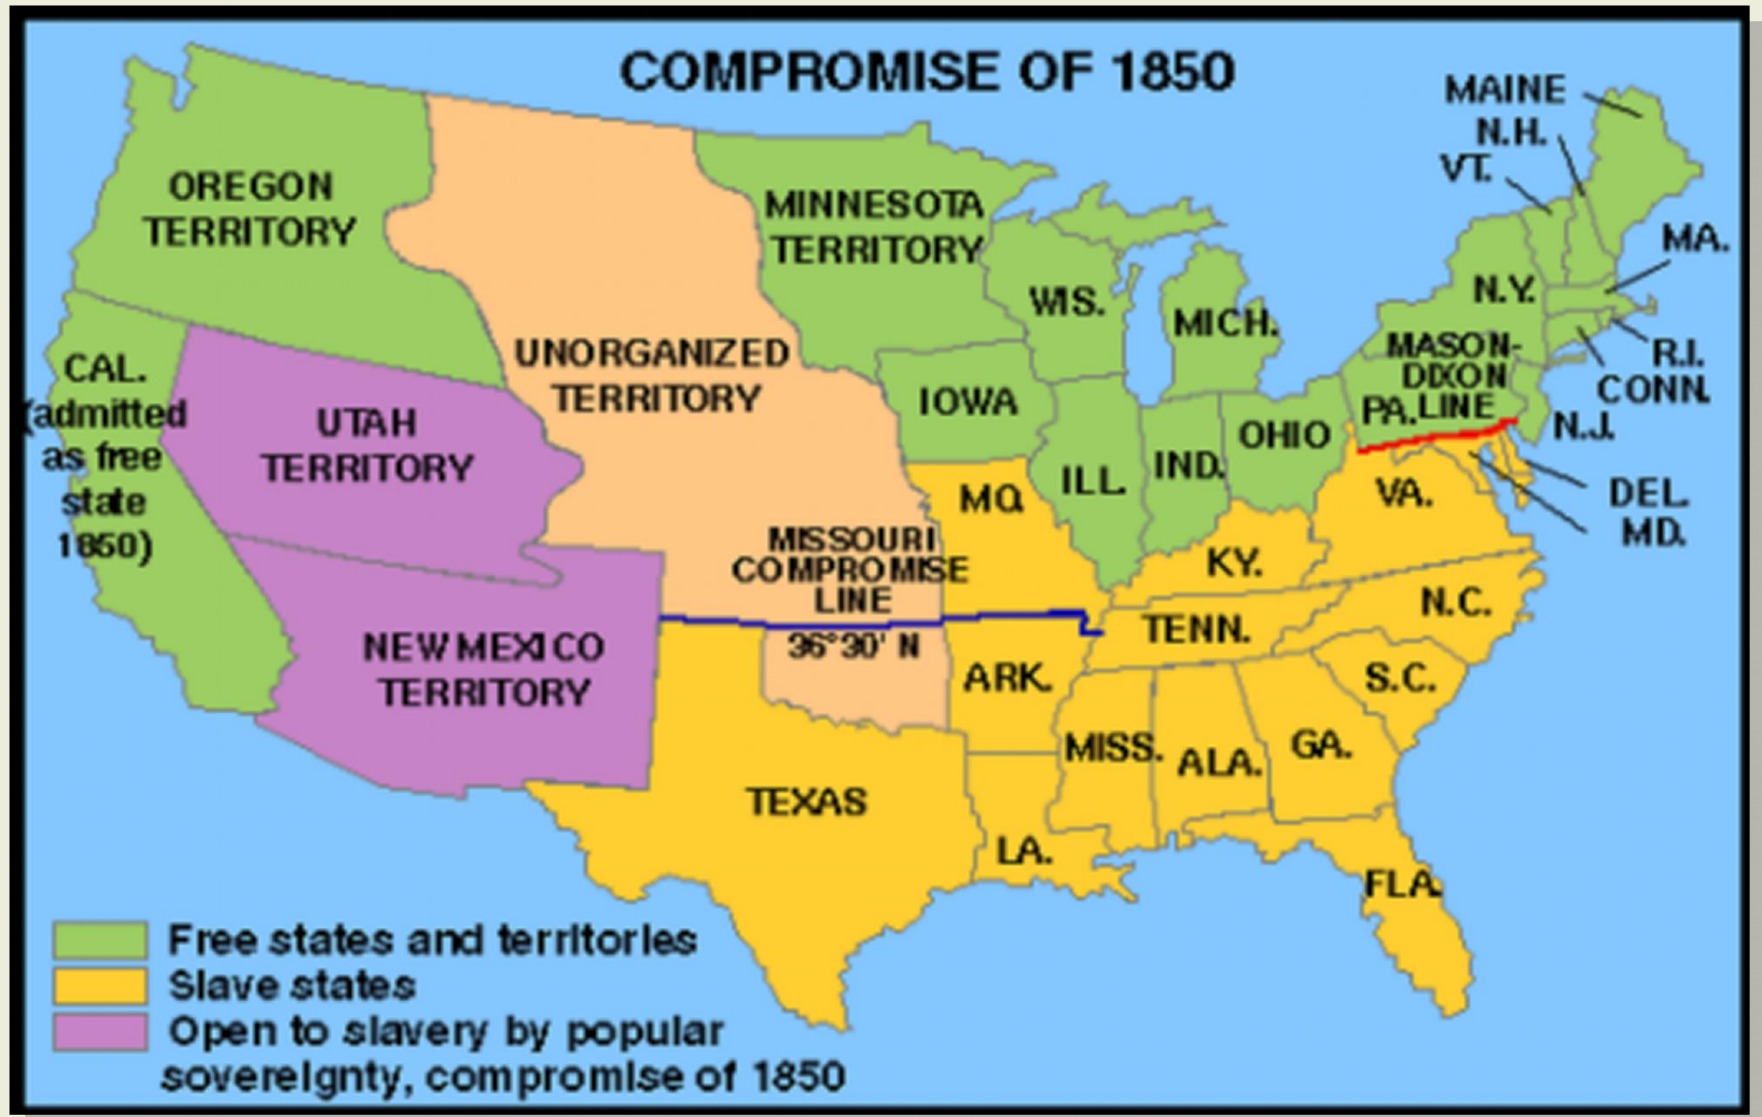 COMPROMISE OF 1850
MAINE
N.H.
VT.
MA.
OREGON
TERRITORY
MINNESOTA
TERRITORY
WIS.
MICH.
N.Y.
MASON-
DIXON
LINE
PA.
R.I.
CONN.
N.J.
CAL.
(admitted
as free
state
1850)
UTAH
TERRITORY
UNORGANIZED
TERRITORY
IOWA
ILL.
IND.
OHIO
MO.
VA.
DEL.
MD.
MISSOURI
COMPROMISE
LINE
36°30' N
KY.
N.C.
TENN.
NEW MEXICO
TERRITORY
ARK.
S.C.
MISS.
ALA.
GA.
TEXAS
LA.
FLA.
Free states and territories
Slave states
Open to slavery by popular
sovereignty, compromise of 1850